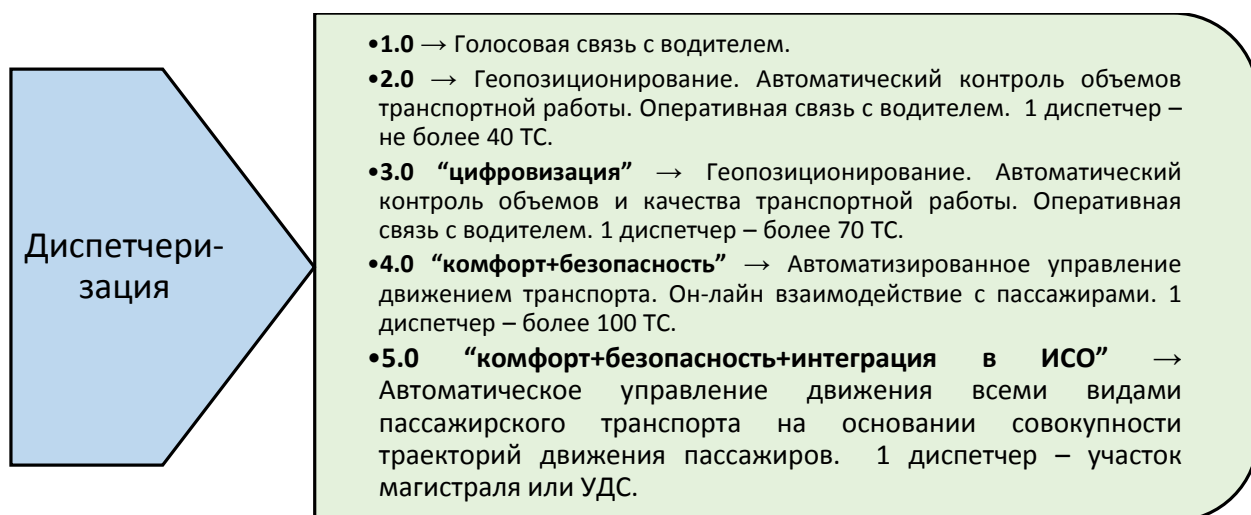 Диспетчери-
зация
•1.0 → Голосовая связь с водителем.
•2.0 → Геопозиционирование. Автоматический контроль объемов
транспортной работы. Оперативная связь с водителем. 1 диспетчер –
не более 40 ТС.
•3.0 “цифровизация” → Геопозиционирование. Автоматический
контроль объемов и качества транспортной работы. Оперативная
связь с водителем. 1 диспетчер – более 70 ТС.
•4.0 “комфорт+безопасность” → Автоматизированное управление
движением транспорта. Он-лайн взаимодействие с пассажирами. 1
диспетчер – более 100 ТС.
•5.0 “комфорт+безопасность+интеграция в ИСО” →
Автоматическое управление движения всеми видами
пассажирского транспорта на основании совокупности
траекторий движения пассажиров. 1 диспетчер – участок
магистраля или УДС.